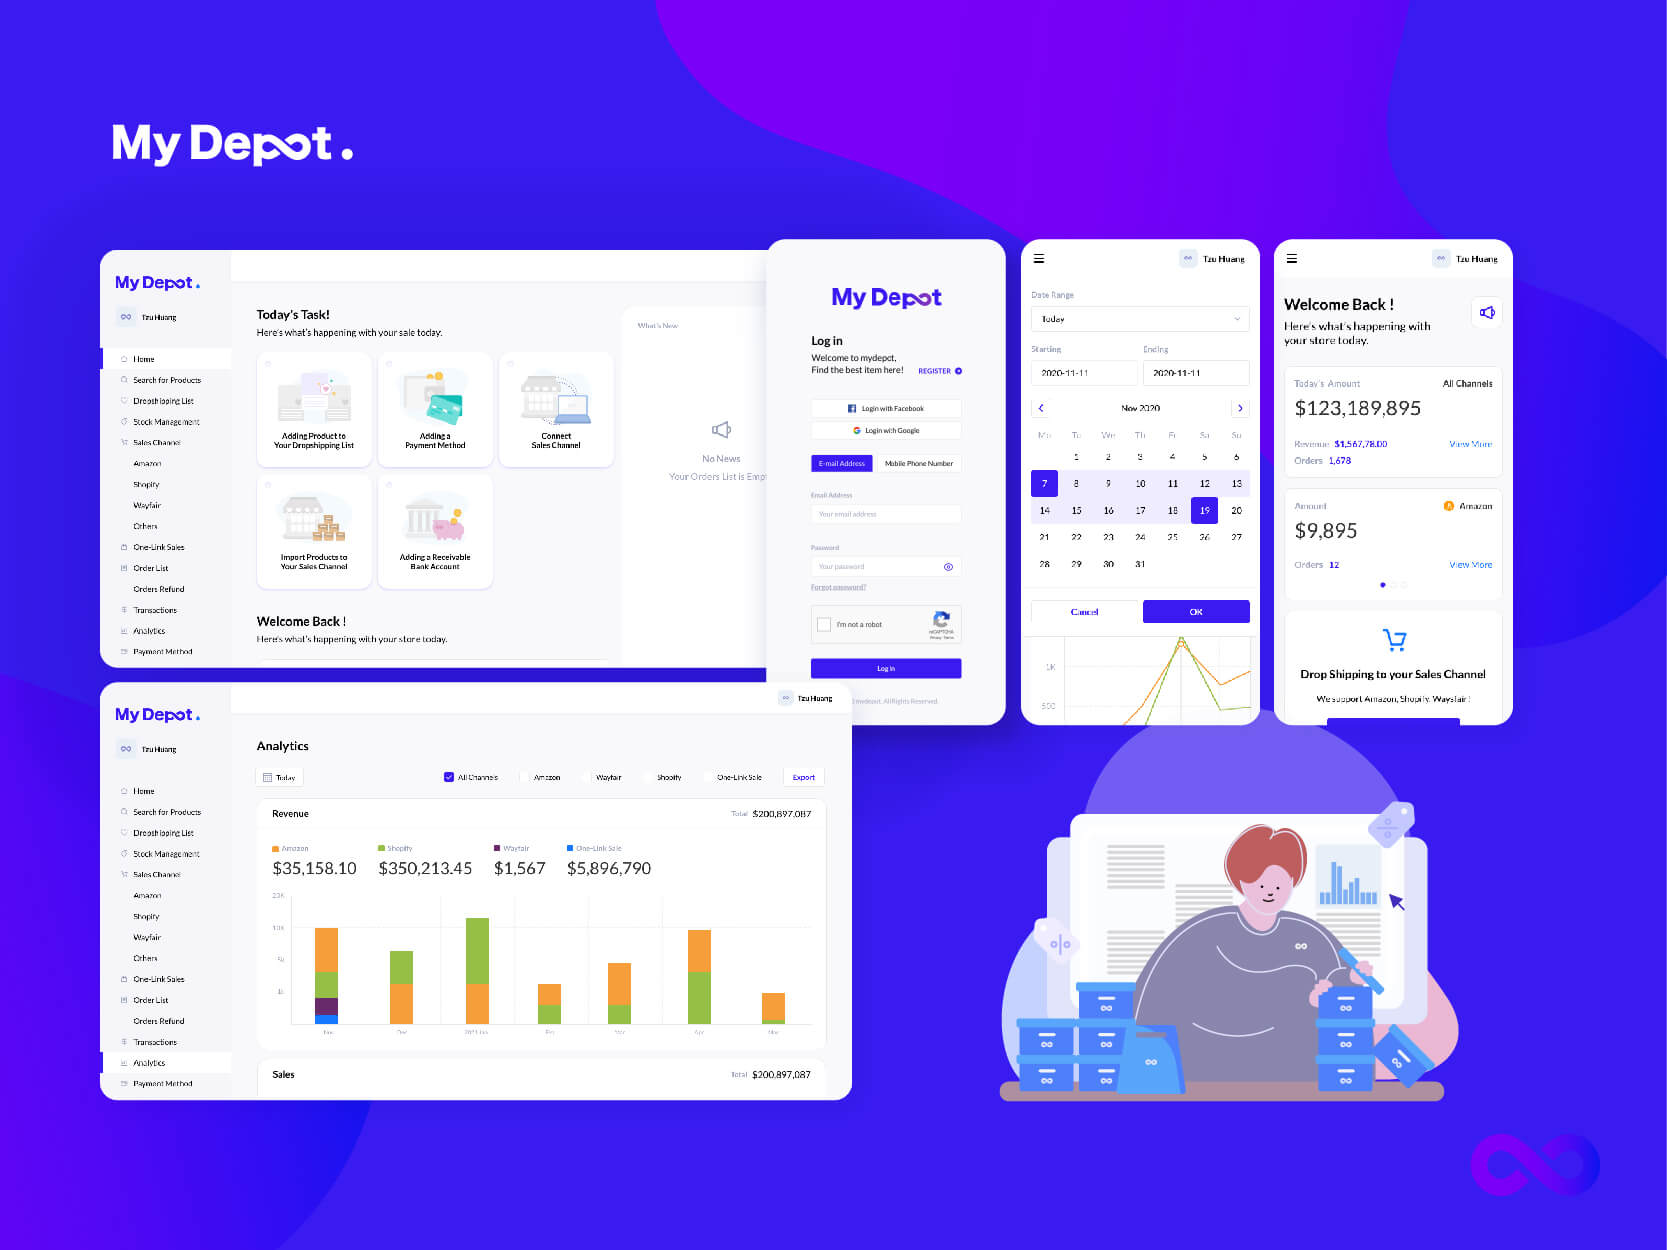 My Depot.
My Depot.
Tzu Huang
Home
Search for Products
Dropshipping List
Stock Management
Sales Channel
Amazon
Shopify
Wayfair
Others
One-Link Sales
Order List
Orders Refund
Transactions
Analytics
Payment Method
Today's Task!
Here's what's happening with your sale today.
Adding Product to
Your Dropshipping List
Adding a
Payment Method
Connect
Sales Channel
Import Products to
Your Sales Channel
Adding a Receivable
Bank Account
Welcome Back !
Here's what's happening with your store today.
What's New
No News
Your Orders List is Empt
My Depot
Log in
Welcome to mydepct,
Find the best item here!
REGISTER
Login with Facebook
Login with Google
E-mail Address
Mobile Phone Number
Email Address
Your email address
Password
Your password
Forgot password?
I'm not a robot
reCAPTCHA
Privacy - Terms
Log in
mydepot. All Rights Reserved.
Tzu Huang
Date Range
Today
Starting
Ending
2020-11-11
2020-11-11
Nov 2020
Mo Tu We Th Fri Sa Su
1 2 3 4 5 6
7 8 9 10 11 12 13
14 15 16 17 18 19 20
21 22 23 24 25 26 27
28 29 30 31
Cancel
OK
1K
500
Tzu Huang
Welcome Back !
Here's what's happening with
your store today.
Today's Amount
All Channels
$123,189,895
Revenue $1,567,78.00
View More
Orders 1,678
Amount
Amazon
$9,895
Orders 12
View More
Drop Shipping to your Sales Channel
We support Amazon, Shopify, Waysfair !
My Depot.
Tzu Huang
Home
Search for Products
Dropshipping List
Stock Management
Sales Channel
Amazon
Shopify
Wayfair
Others
One-Link Sales
Order List
Orders Refund
Transactions
Analytics
Payment Method
Tzu Huang
Analytics
Today
All Channels
Amazon
Wayfair
Shopify
One-Link Sale
Export
Revenue
Total $200,897,087
Amazon
Shopify
Wayfair
One-Link Sale
$35,158.10
$350,213.45
$1,567
$5,896,790
10K
Sales
Total $200,897,087